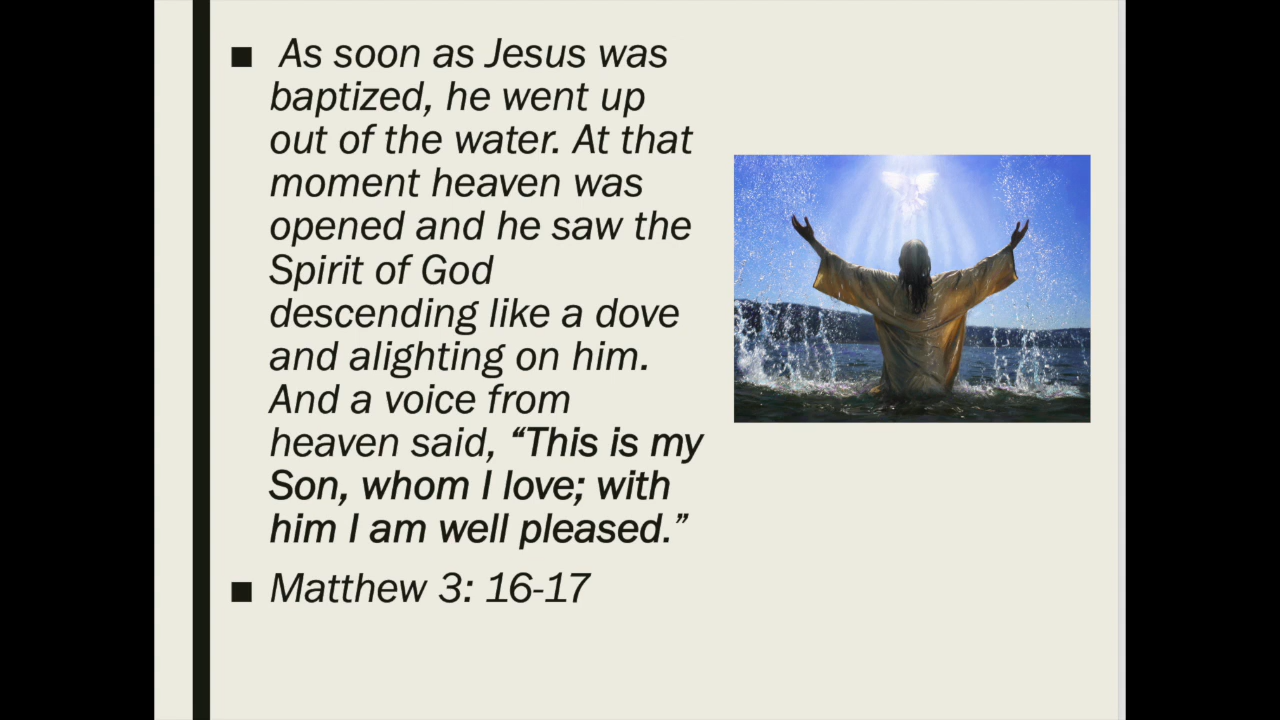 ■ As soon as Jesus was
baptized, he went up
out of the water. At that
moment heaven was
opened and he saw the
Spirit of God
descending like a dove
and alighting on him.
And a voice from
heaven said, “This is my
Son, whom I love; with
him I am well pleased.”
■ Matthew 3: 16-17